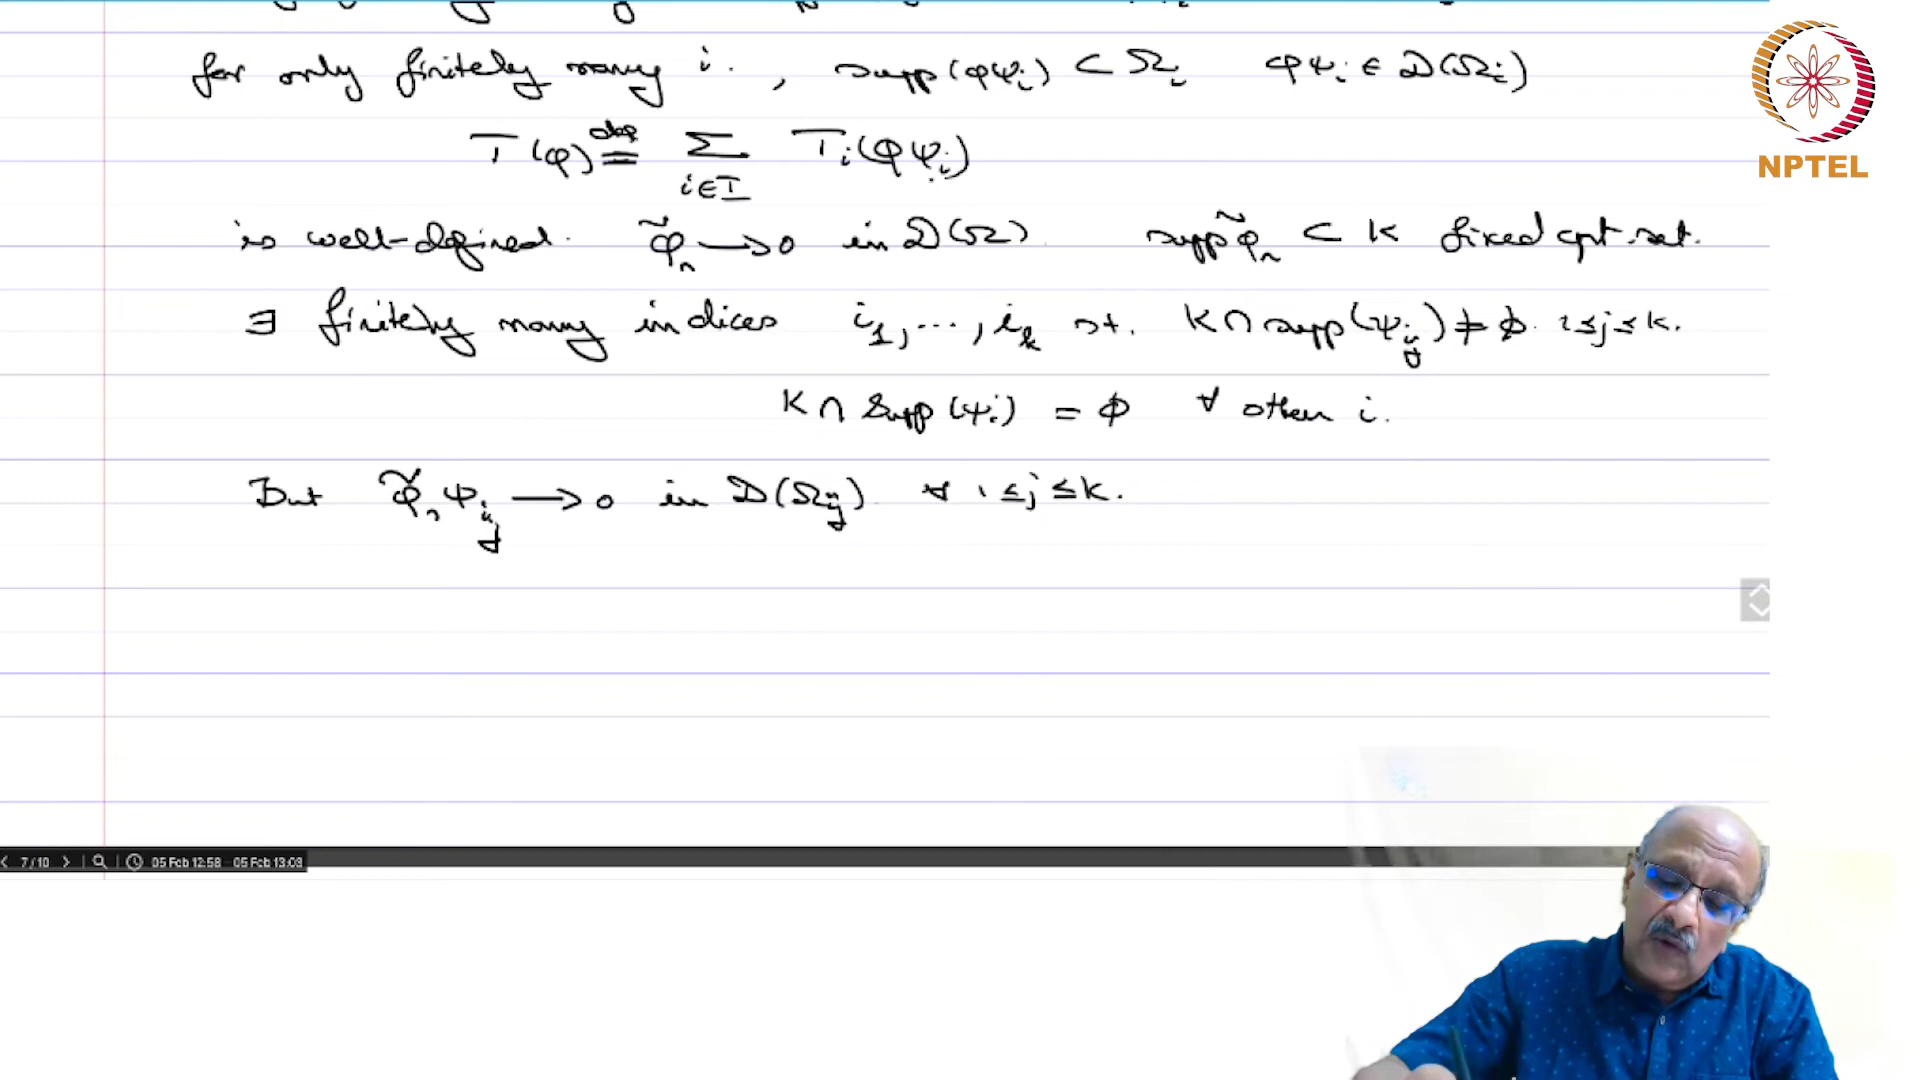 for only finitely many i. , supp(φψ_i) ⊂ Ω_i φψ_i ∈ D(Ω_i)
T(φ) def= Σ_{i∈I} T_i(φψ_i)
is well-defined. φ̃_n → 0 in D(Ω). supp φ̃_n ⊂ K fixed cpt. set.
∃ finitely many indices i_1, ..., i_k s.t. K ∩ supp(ψ_{i_j}) ≠ ϕ. 1≤j≤k.
K ∩ Supp(ψ_i) = ϕ ∀ other i.
But φ̃_n ψ_{i_j} → 0 in D(Ω_{i_j}). ∀ 1≤j≤k.
NPTEL
7/10 05 Feb 12:58 - 05 Feb 13:03